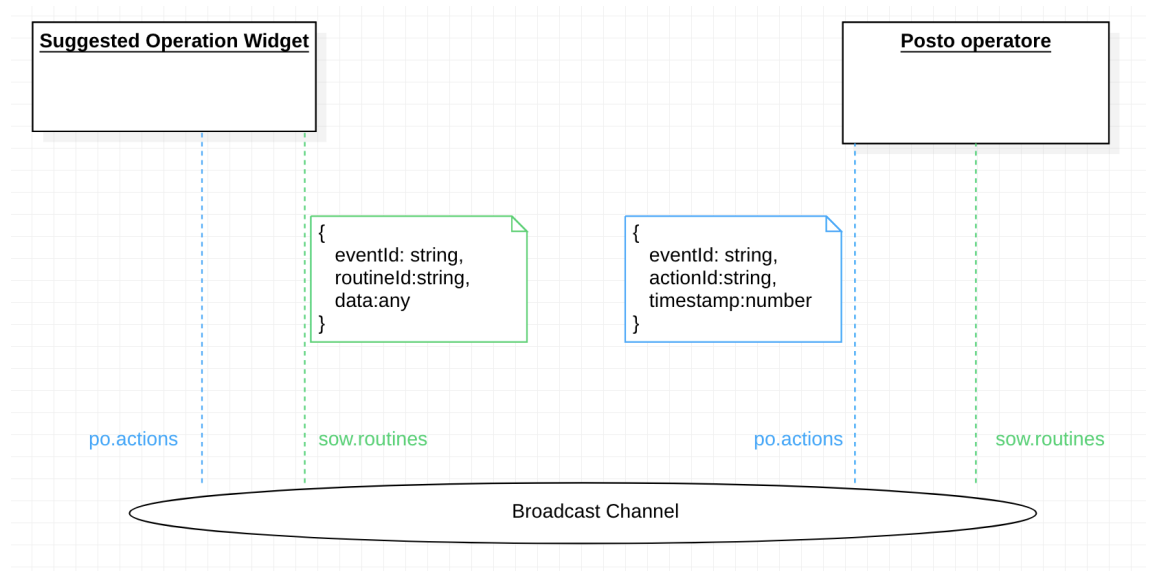 Suggested Operation Widget
Posto operatore
{
eventId: string,
routineId:string,
data:any
}
{
eventId: string,
actionId:string,
timestamp:number
}
po.actions
sow.routines
po.actions
sow.routines
Broadcast Channel